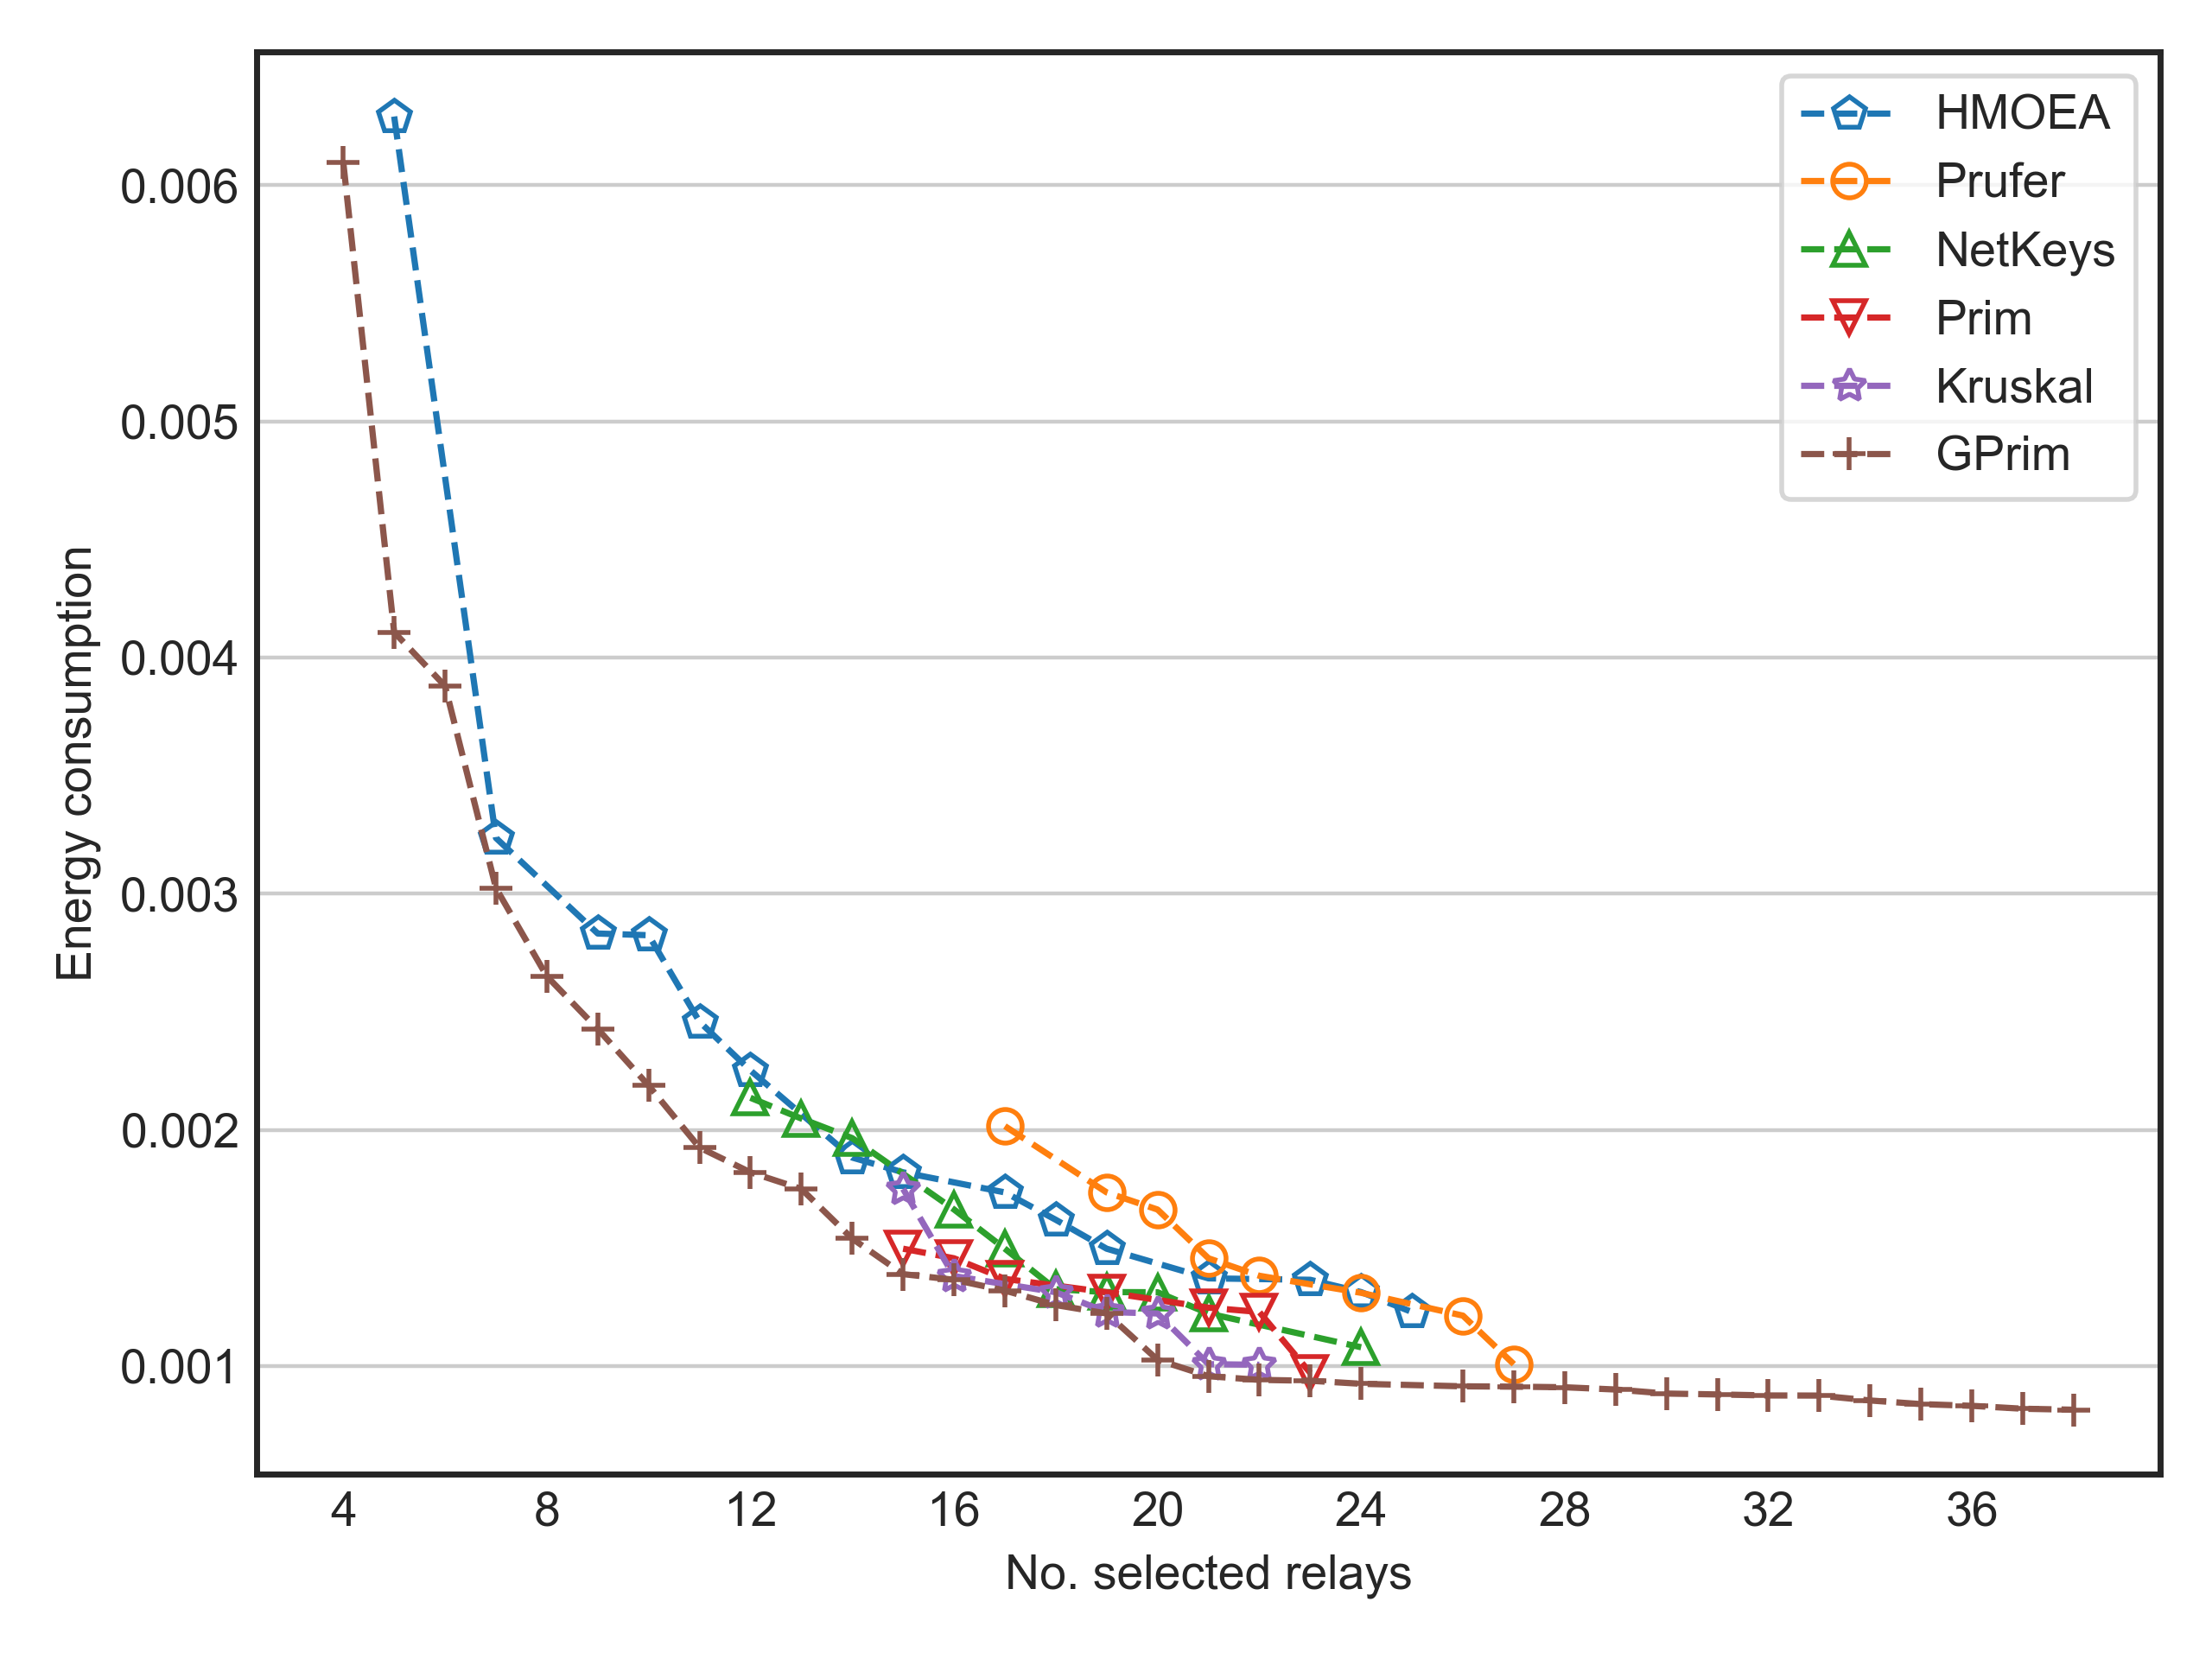 HMOEA
Prufer
NetKeys
Prim
Kruskal
GPrim
Energy consumption
0.006
0.005
0.004
0.003
0.002
0.001
4 8 12 16 20 24 28 32 36
No. selected relays